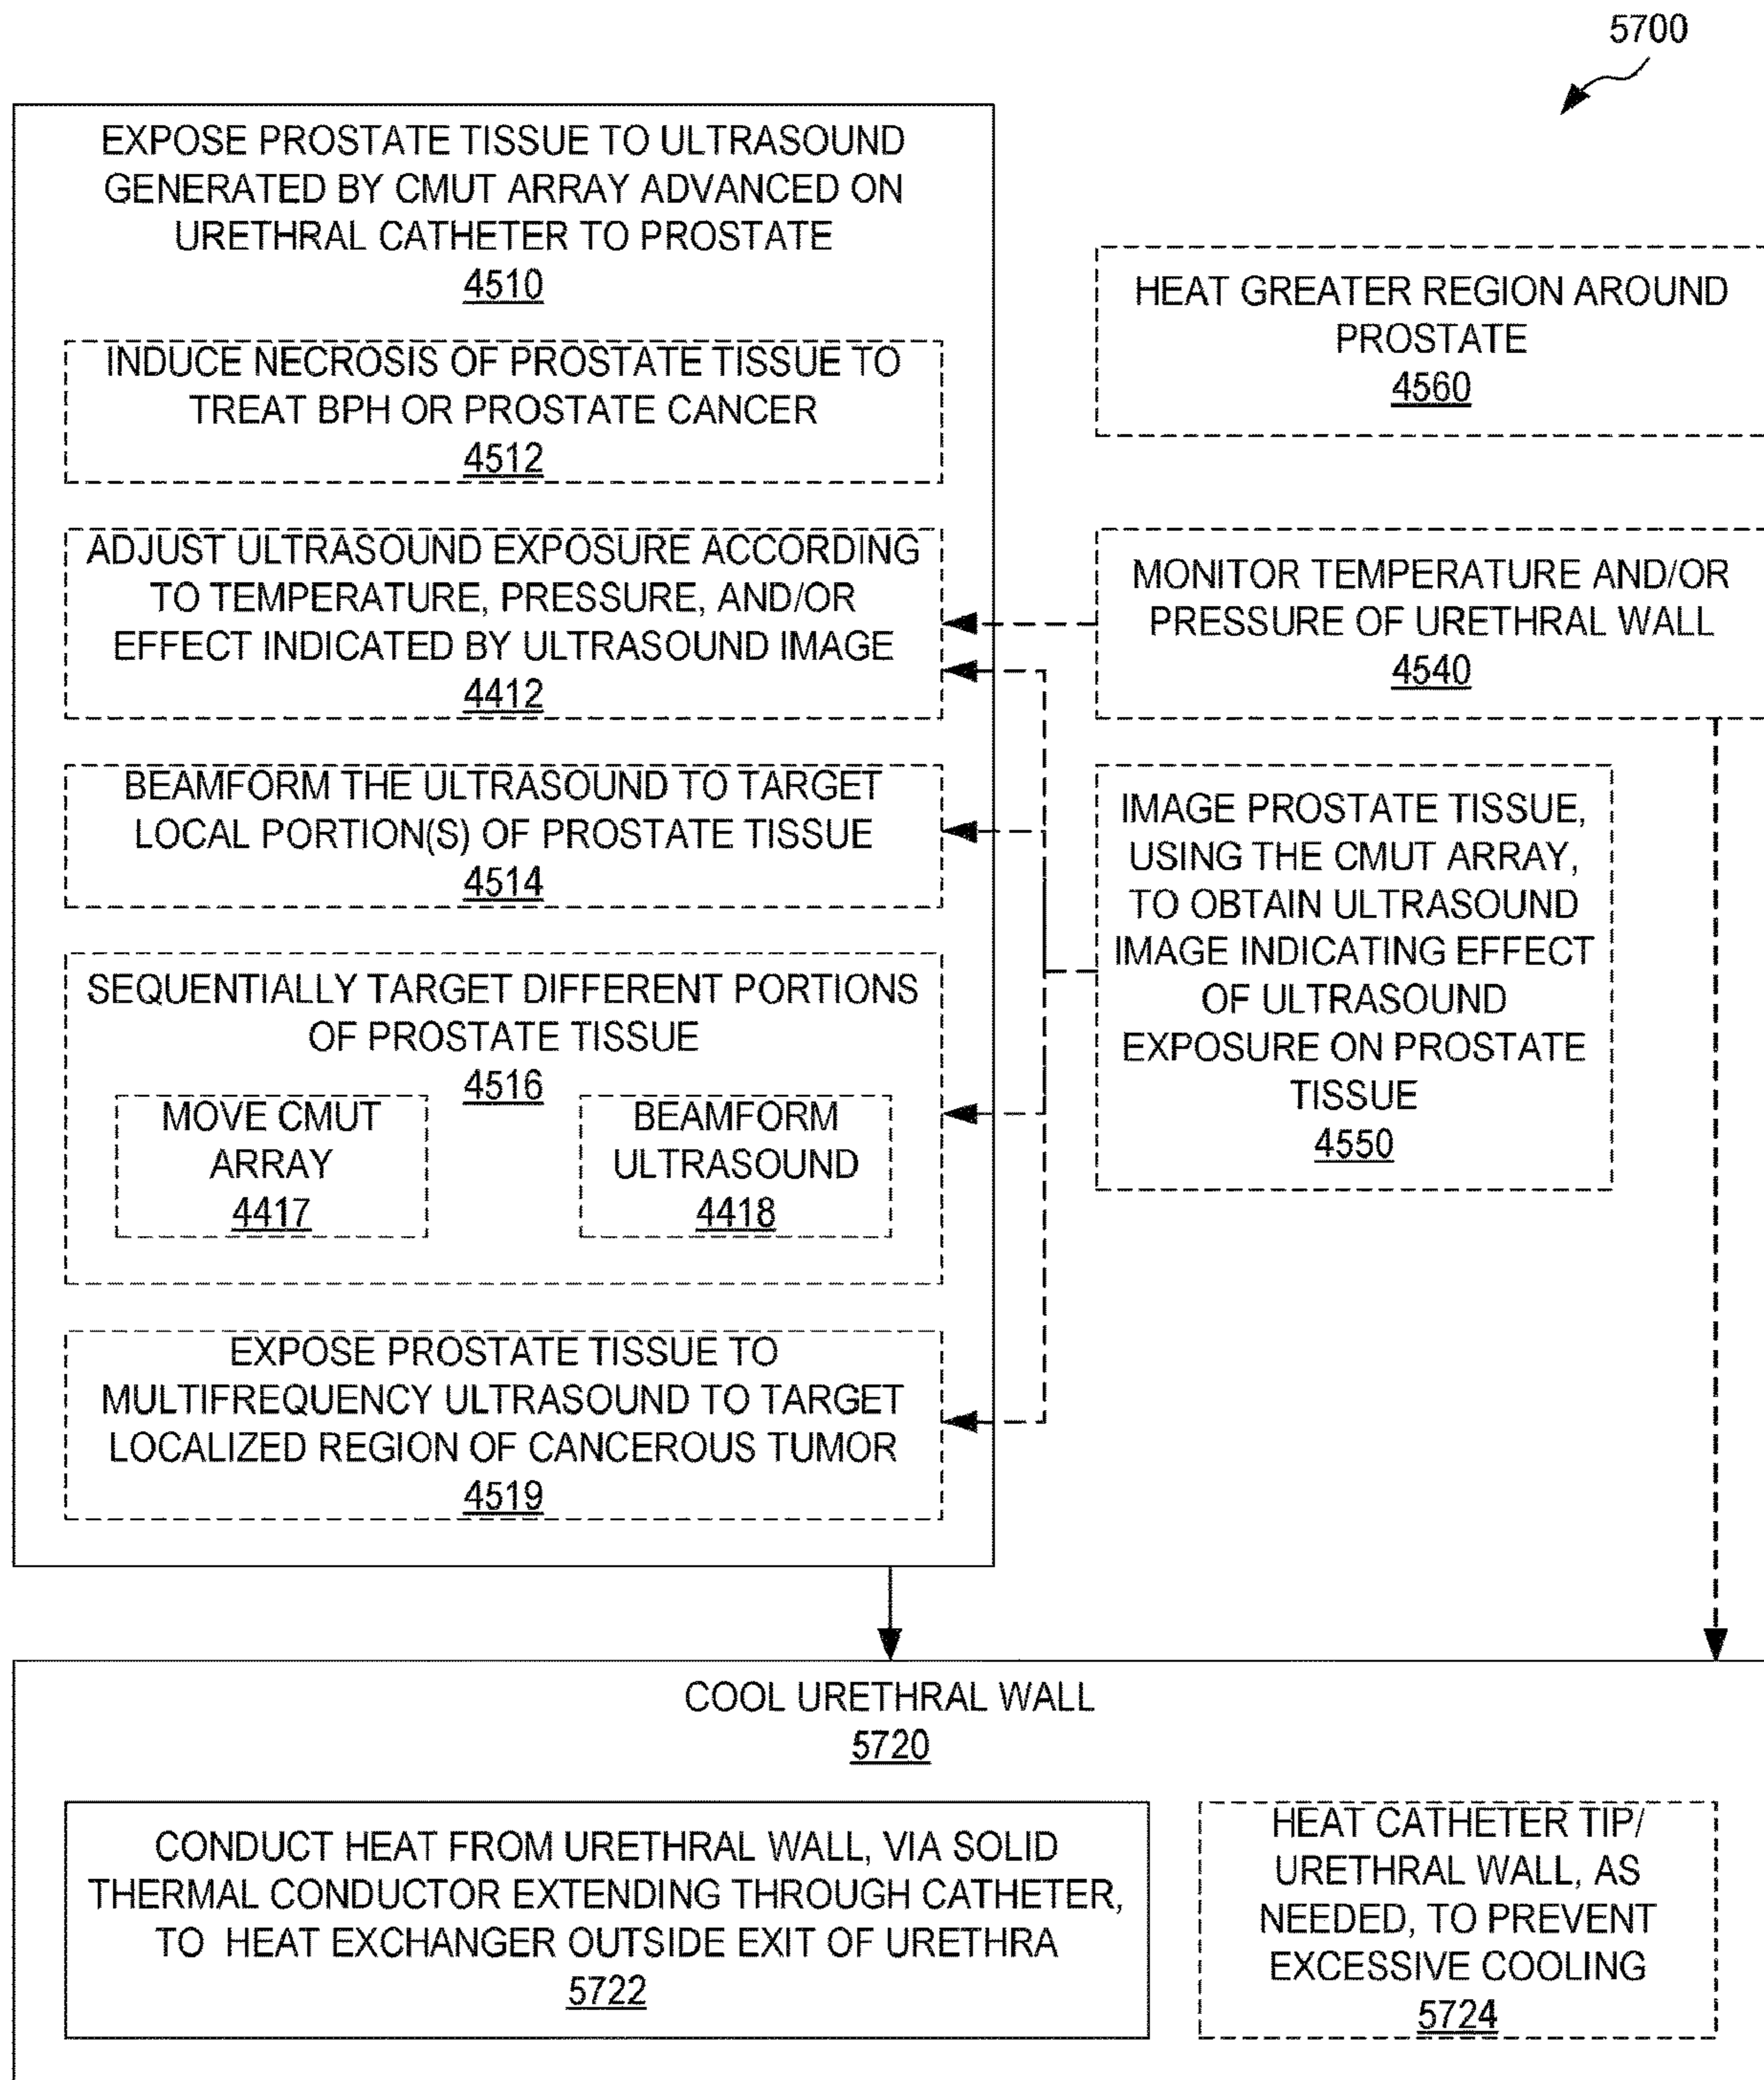 5700
EXPOSE PROSTATE TISSUE TO ULTRASOUND
GENERATED BY CMUT ARRAY ADVANCED ON
URETHRAL CATHETER TO PROSTATE
4510
INDUCE NECROSIS OF PROSTATE TISSUE TO
TREAT BPH OR PROSTATE CANCER
4512
ADJUST ULTRASOUND EXPOSURE ACCORDING
TO TEMPERATURE, PRESSURE, AND/OR
EFFECT INDICATED BY ULTRASOUND IMAGE
4412
BEAMFORM THE ULTRASOUND TO TARGET
LOCAL PORTION(S) OF PROSTATE TISSUE
4514
SEQUENTIALLY TARGET DIFFERENT PORTIONS
OF PROSTATE TISSUE
4516
MOVE CMUT
ARRAY
4417
BEAMFORM
ULTRASOUND
4418
EXPOSE PROSTATE TISSUE TO
MULTIFREQUENCY ULTRASOUND TO TARGET
LOCALIZED REGION OF CANCEROUS TUMOR
4519
HEAT GREATER REGION AROUND
PROSTATE
4560
MONITOR TEMPERATURE AND/OR
PRESSURE OF URETHRAL WALL
4540
IMAGE PROSTATE TISSUE,
USING THE CMUT ARRAY,
TO OBTAIN ULTRASOUND
IMAGE INDICATING EFFECT
OF ULTRASOUND
EXPOSURE ON PROSTATE
TISSUE
4550
COOL URETHRAL WALL
5720
CONDUCT HEAT FROM URETHRAL WALL, VIA SOLID
THERMAL CONDUCTOR EXTENDING THROUGH CATHETER,
TO HEAT EXCHANGER OUTSIDE EXIT OF URETHRA
5722
HEAT CATHETER TIP/
URETHRAL WALL, AS
NEEDED, TO PREVENT
EXCESSIVE COOLING
5724